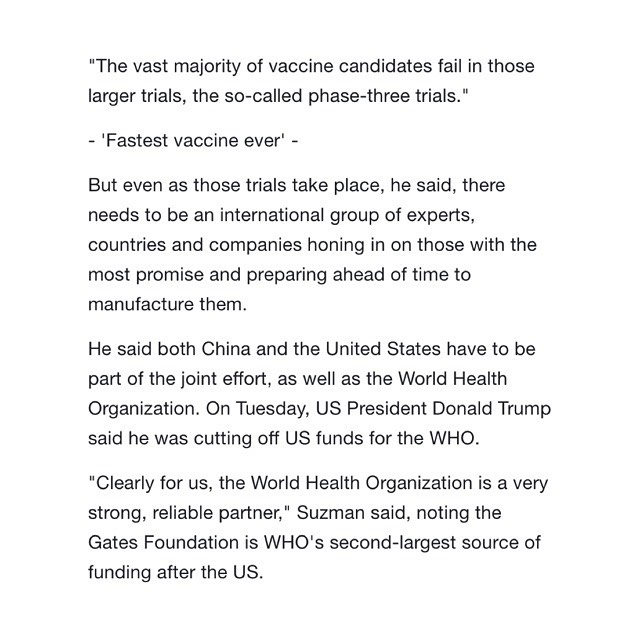 "The vast majority of vaccine candidates fail in those
larger trials, the so-called phase-three trials."
- 'Fastest vaccine ever' -
But even as those trials take place, he said, there
needs to be an international group of experts,
countries and companies honing in on those with the
most promise and preparing ahead of time to
manufacture them.
He said both China and the United States have to be
part of the joint effort, as well as the World Health
Organization. On Tuesday, US President Donald Trump
said he was cutting off US funds for the WHO.
"Clearly for us, the World Health Organization is a very
strong, reliable partner," Suzman said, noting the
Gates Foundation is WHO's second-largest source of
funding after the US.